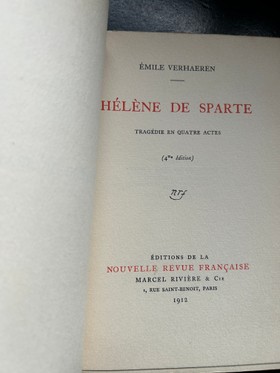 ÉMILE VERHAEREN
HÉLÈNE DE SPARTE
TRAGÉDIE EN QUATRE ACTES
(4me édition)
nrf
ÉDITIONS DE LA
NOUVELLE REVUE FRANÇAISE
MARCEL RIVIÈRE & Cie
1, RUE SAINT-BENOIT, PARIS
1912